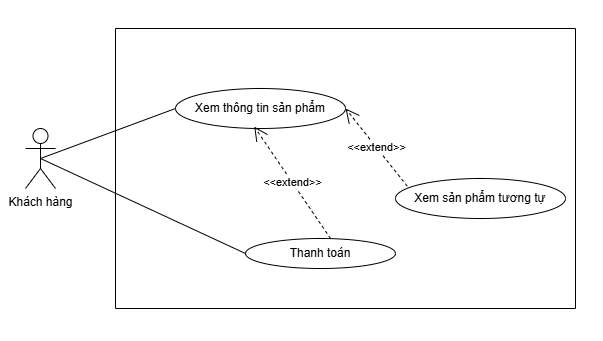 Xem thông tin sản phẩm
<<extend>>
<<extend>>
Khách hàng
Xem sản phẩm tương tự
Thanh toán